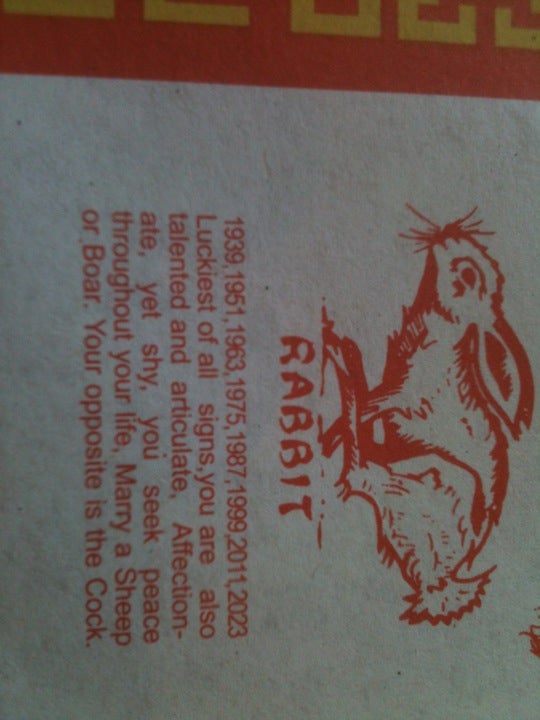 RABBIT
1939,1951,1963,1975,1987,1999,2011,2023
Luckiest of all signs,you are also
talented and articulate, Affection-
ate, yet shy, you seek peace
throughout your life, Marry a Sheep
or Boar. Your opposite is the Cock.